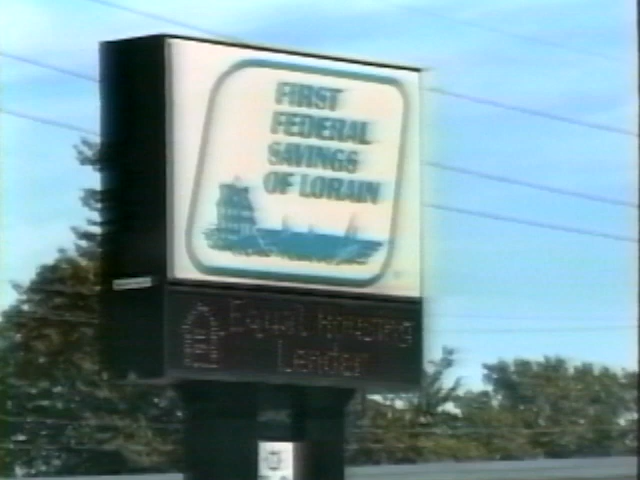 FIRST
FEDERAL
SAVINGS
OF LORAIN
Equal Housing
Lender